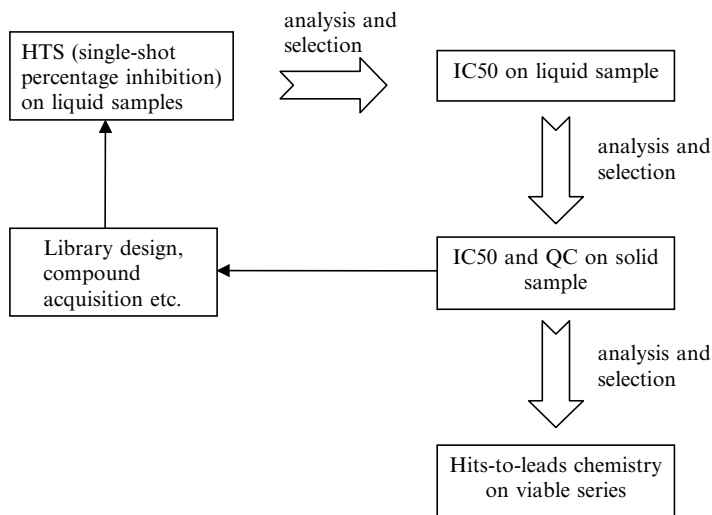 HTS (single-shot
percentage inhibition)
on liquid samples
analysis and
selection
IC50 on liquid sample
analysis and
selection
IC50 and QC on solid
sample
Library design,
compound
acquisition etc.
analysis and
selection
Hits-to-leads chemistry
on viable series